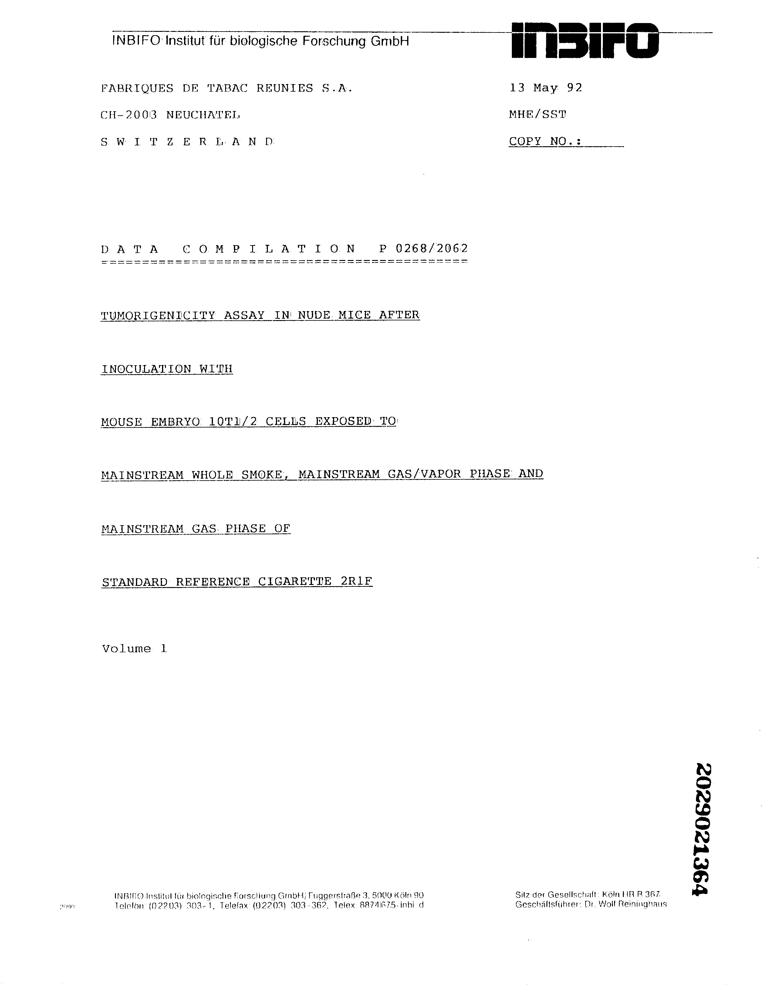 INBIFO Institut für biologische Forschung GmbH
INBIFO
FABRIQUES DE TABAC REUNIES S.A.
13 May 92
CH-2003 NEUCHATEL
MHE/SST
S W I T Z E R L A N D
COPY NO.:
D A T A C O M P I L A T I O N P 0268/2062
============================================
TUMORIGENICITY ASSAY IN NUDE MICE AFTER
INOCULATION WITH
MOUSE EMBRYO 10T1/2 CELLS EXPOSED TO
MAINSTREAM WHOLE SMOKE, MAINSTREAM GAS/VAPOR PHASE AND
MAINSTREAM GAS PHASE OF
STANDARD REFERENCE CIGARETTE 2R1F
Volume 1
2029021364
INBIFO Institut für biologische Forschung GmbH, Fuggerstraße 3, 5000 Köln 90
Telefon (02203) 303-1, Telefax (02203) 303-362, Telex 8874675 inbi d
Sitz der Gesellschaft: Köln HR B 367
Geschäftsführer: Dr. Wolf Reininghaus